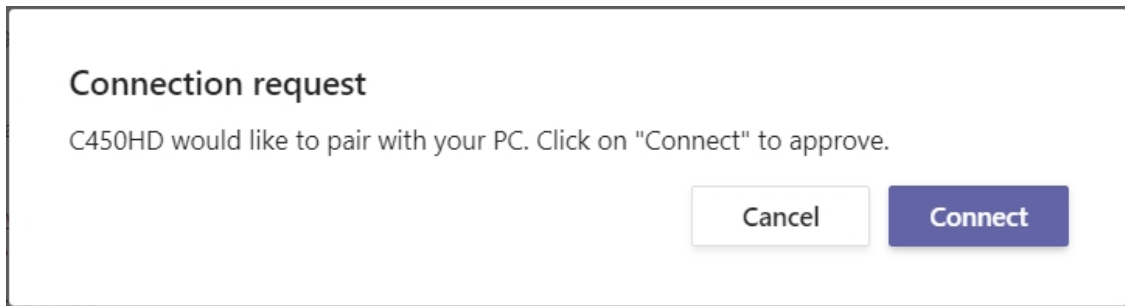 Connection request
C450HD would like to pair with your PC. Click on "Connect" to approve.
Cancel Connect